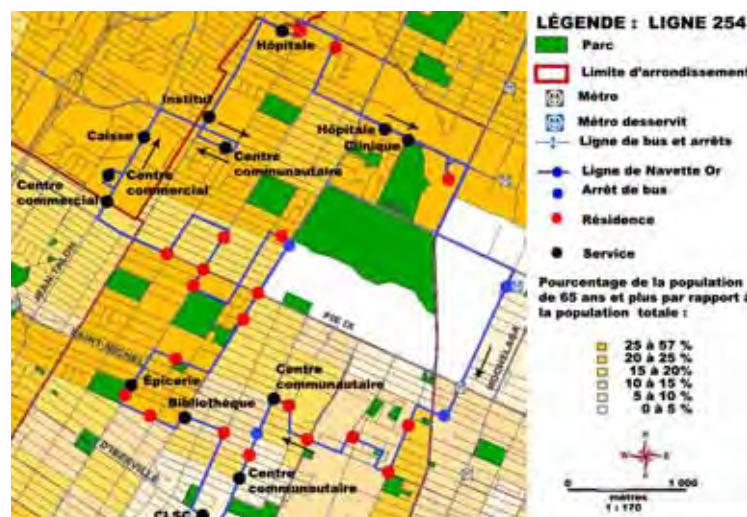 LÉGENDE : LIGNE 254
Parc
Limite d'arrondissement
Métro
Métro desservit
Ligne de bus et arrêts
Ligne de Navette Or
Arrêt de bus
Résidence
Service
Pourcentage de la population
de 65 ans et plus par rapport à
la population totale :
25 à 57 %
20 à 25 %
15 à 20%
10 à 15 %
5 à 10 %
0 à 5 %
N
W
E
S
0
1 000
mètres
1 : 170
Hôpitale
Institut
Caisse
Hôpitale
Clinique
Centre
communautaire
Centre
commercial
Centre
commercial
JEAN-TALON
PIE IX
HOCHELAGA
SAINT-MICHEL
Centre
communautaire
Épicerie
Bibliothèque
D'IBERVILLE
Centre
communautaire
CLSC